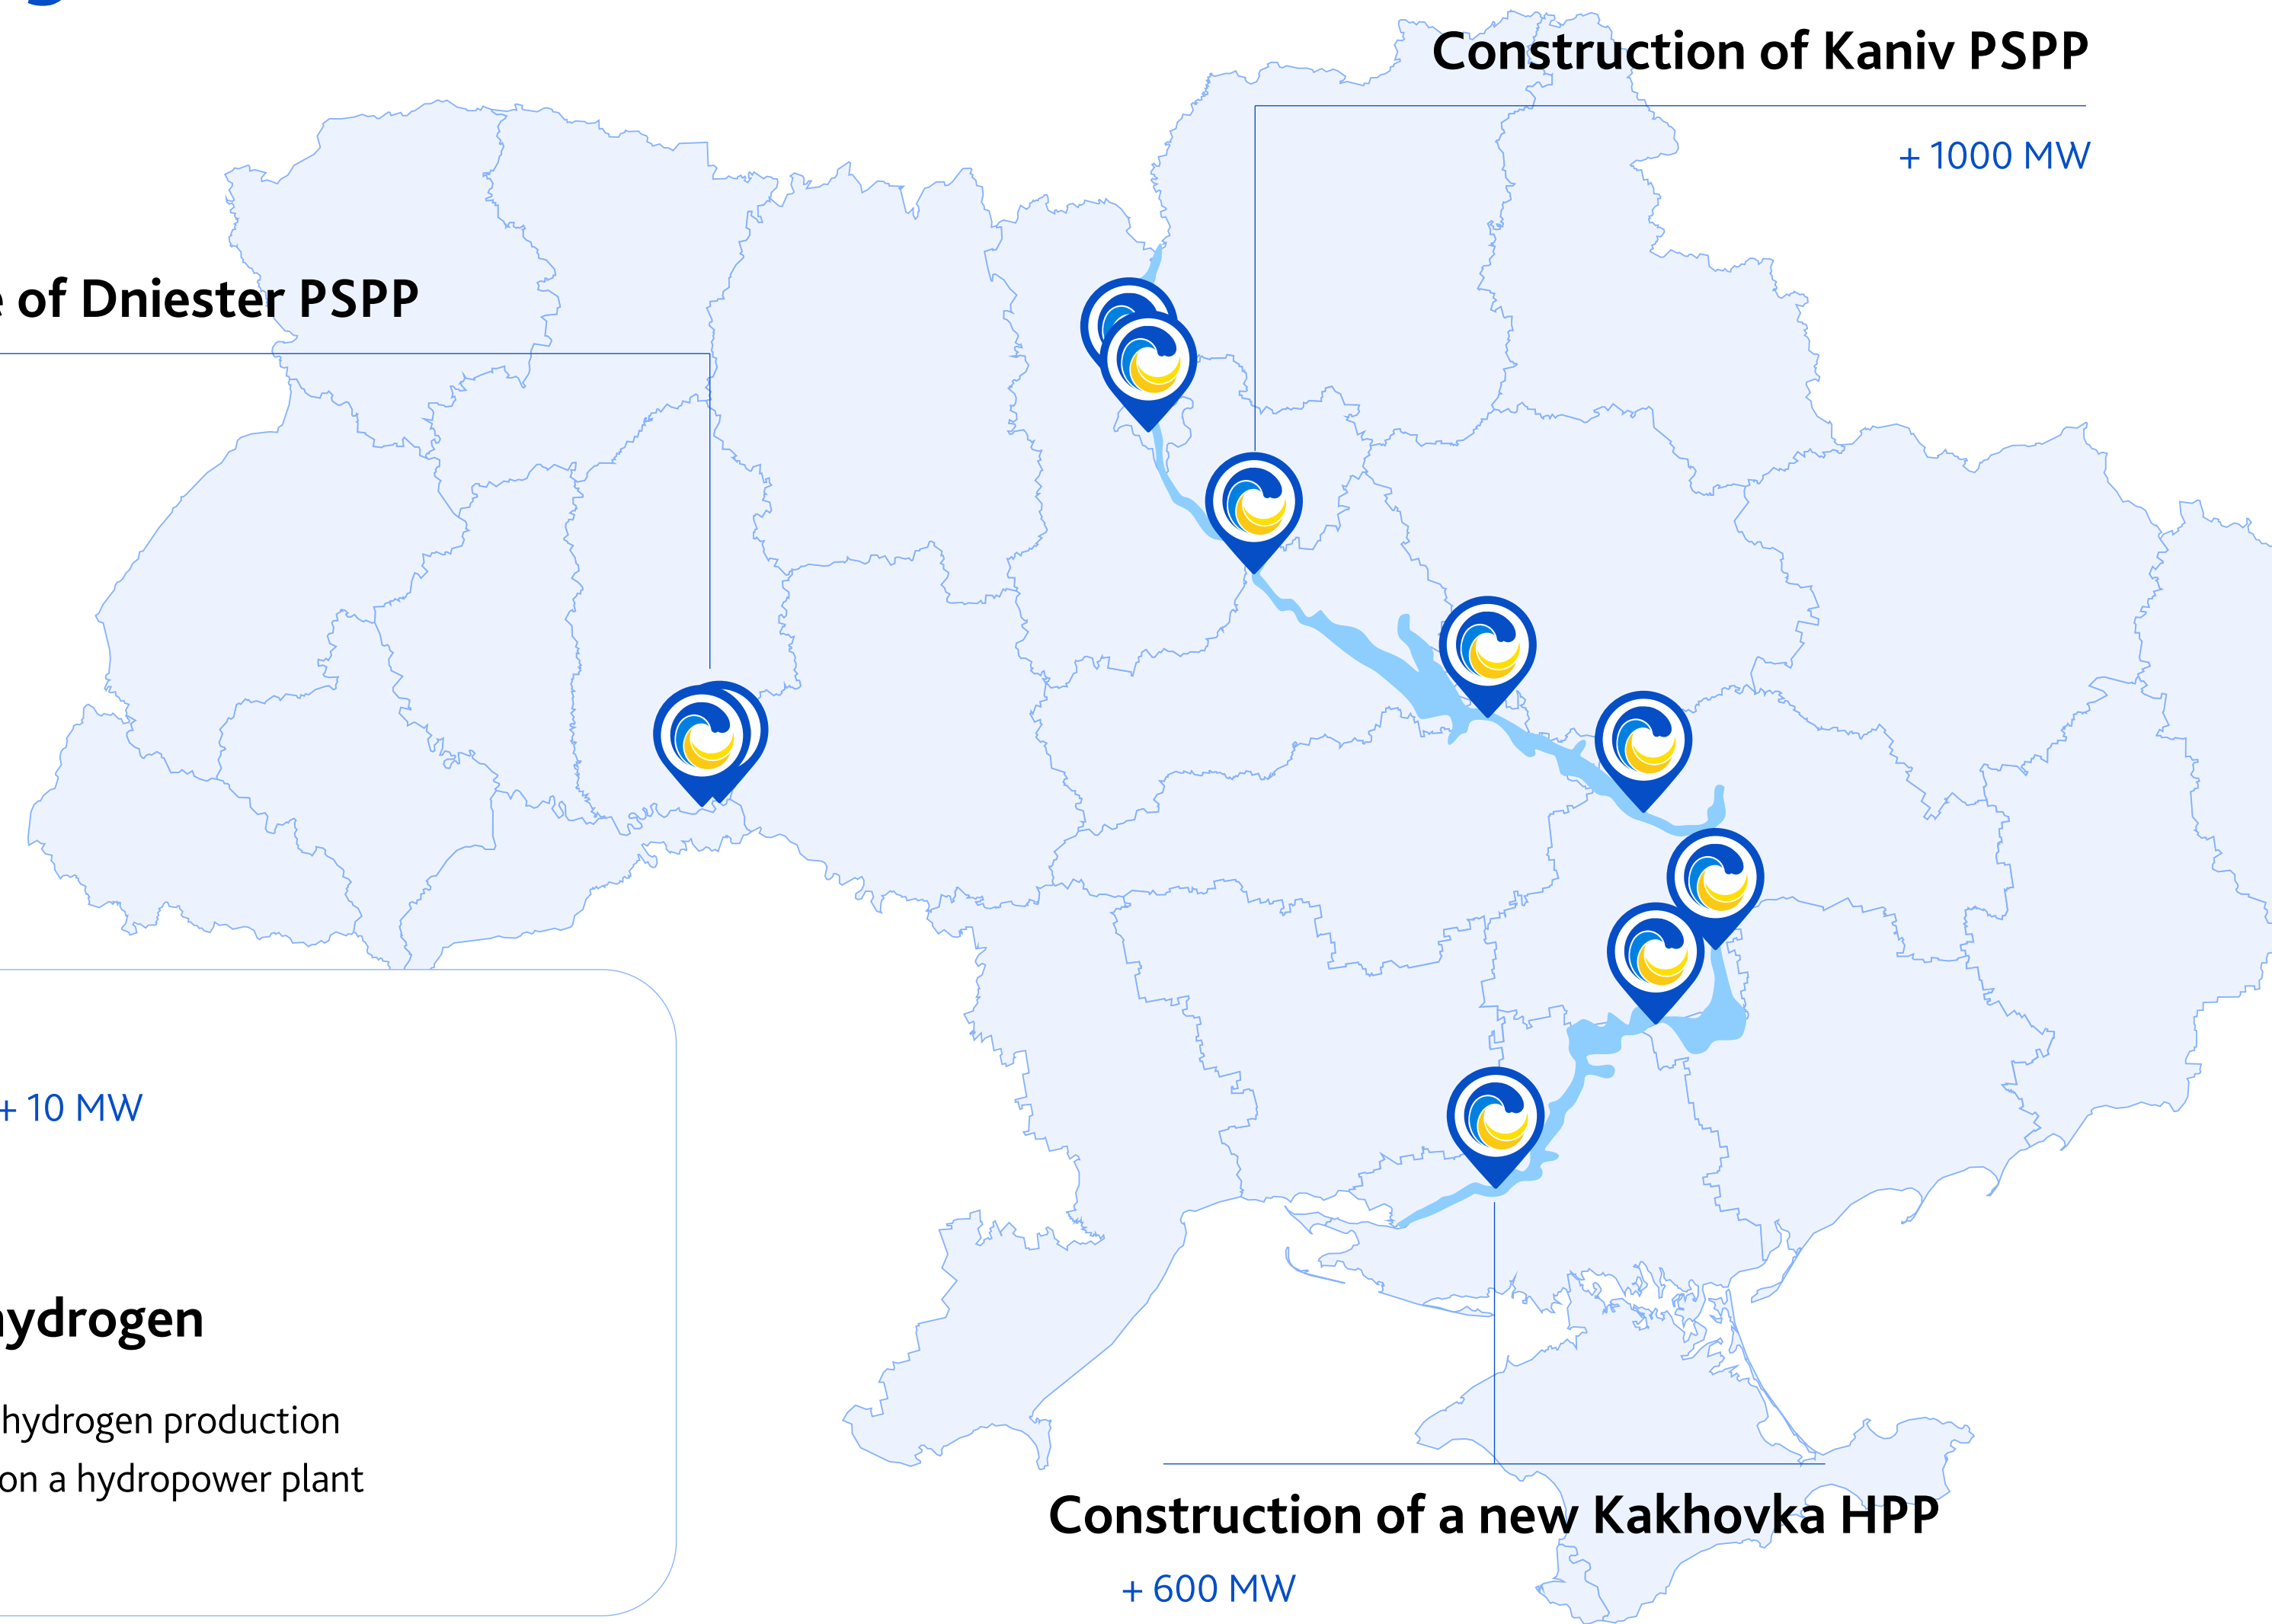 Construction of Kaniv PSPP
+ 1000 MW
of Dniester PSPP
+ 10 MW
hydrogen production
on a hydropower plant
Construction of a new Kakhovka HPP
+ 600 MW